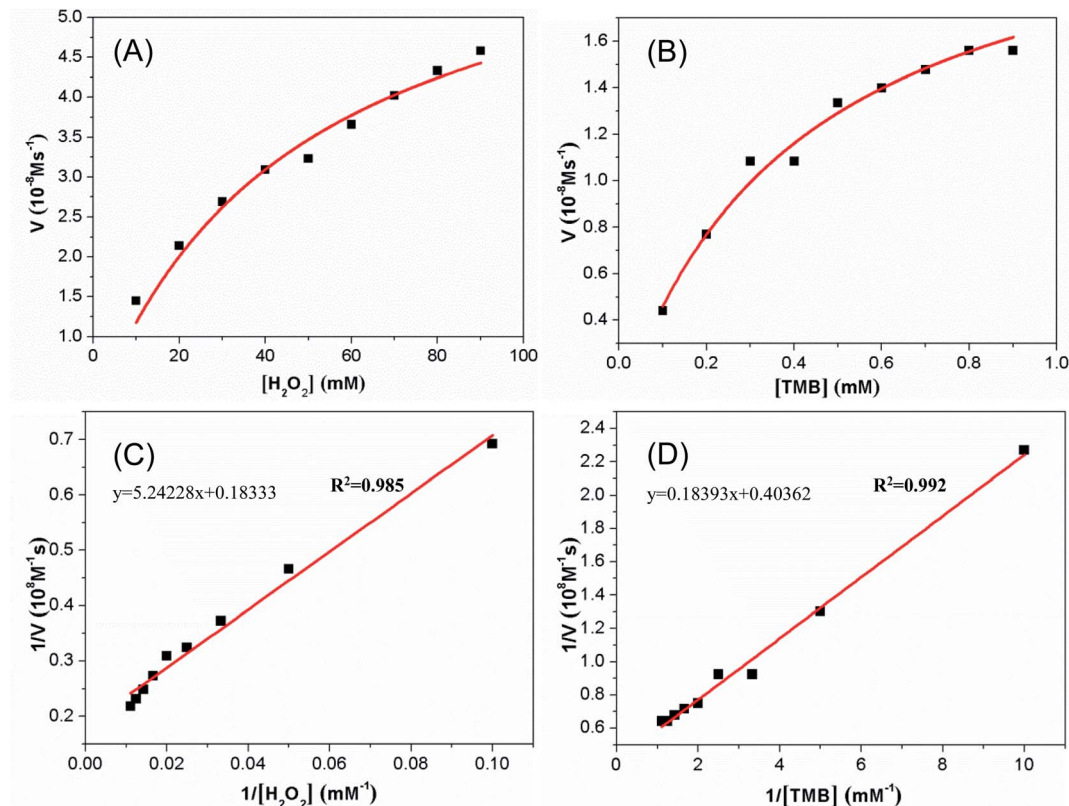 (A)
5.0
4.5
4.0
3.5
3.0
2.5
2.0
1.5
1.0
V (10⁻⁸Ms⁻¹)
0 20 40 60 80 100
[H₂O₂] (mM)
(B)
1.6
1.4
1.2
1.0
0.8
0.6
0.4
V (10⁻⁸Ms⁻¹)
0.0 0.2 0.4 0.6 0.8 1.0
[TMB] (mM)
(C)
y=5.24228x+0.18333 R²=0.985
0.7
0.6
0.5
0.4
0.3
0.2
1/V (10⁸M⁻¹s)
0.00 0.02 0.04 0.06 0.08 0.10
1/[H₂O₂] (mM⁻¹)
(D)
y=0.18393x+0.40362 R²=0.992
2.4
2.2
2.0
1.8
1.6
1.4
1.2
1.0
0.8
0.6
1/V (10⁸M⁻¹s)
0 2 4 6 8 10
1/[TMB] (mM⁻¹)